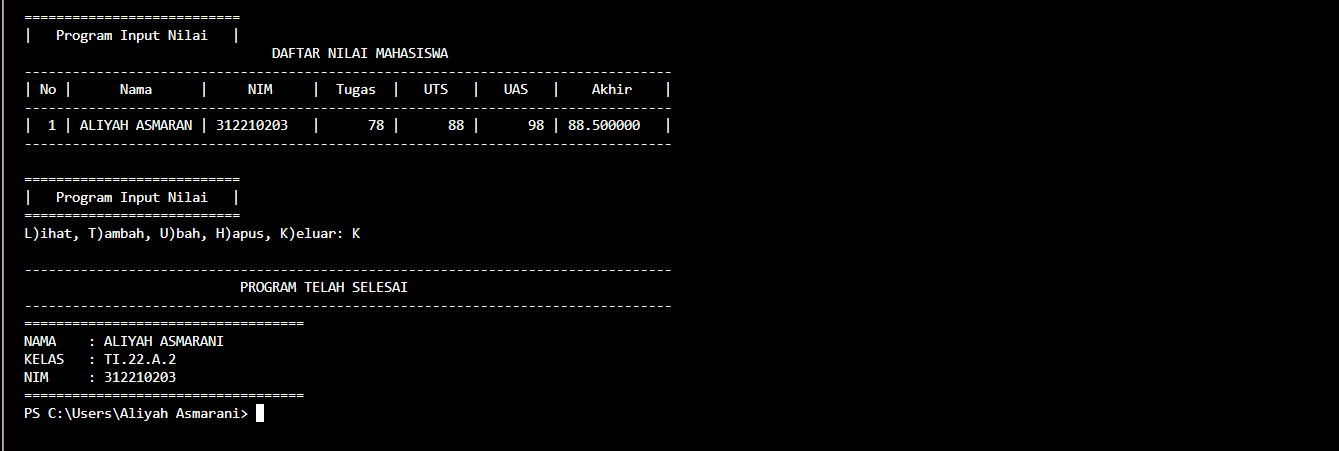 ===========================
|   Program Input Nilai   |
                               DAFTAR NILAI MAHASISWA
---------------------------------------------------------------------------------
| No |      Nama      |     NIM     |  Tugas  |   UTS   |   UAS   |    Akhir    |
---------------------------------------------------------------------------------
|  1 | ALIYAH ASMARAN | 312210203   |      78 |      88 |      98 | 88.500000   |
---------------------------------------------------------------------------------
===========================
|   Program Input Nilai   |
===========================
L)ihat, T)ambah, U)bah, H)apus, K)eluar: K
---------------------------------------------------------------------------------
                           PROGRAM TELAH SELESAI
---------------------------------------------------------------------------------
===================================
NAMA    : ALIYAH ASMARANI
KELAS   : TI.22.A.2
NIM     : 312210203
===================================
PS C:\Users\Aliyah Asmarani>